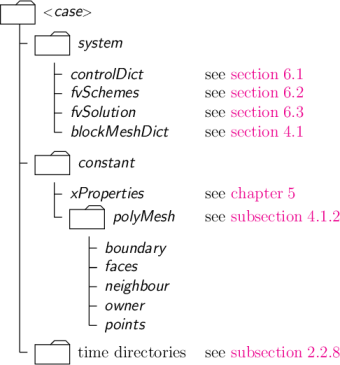 <case>
system
controlDict see section 6.1
fvSchemes see section 6.2
fvSolution see section 6.3
blockMeshDict see section 4.1
constant
xProperties see chapter 5
polyMesh see subsection 4.1.2
boundary
faces
neighbour
owner
points
time directories see subsection 2.2.8